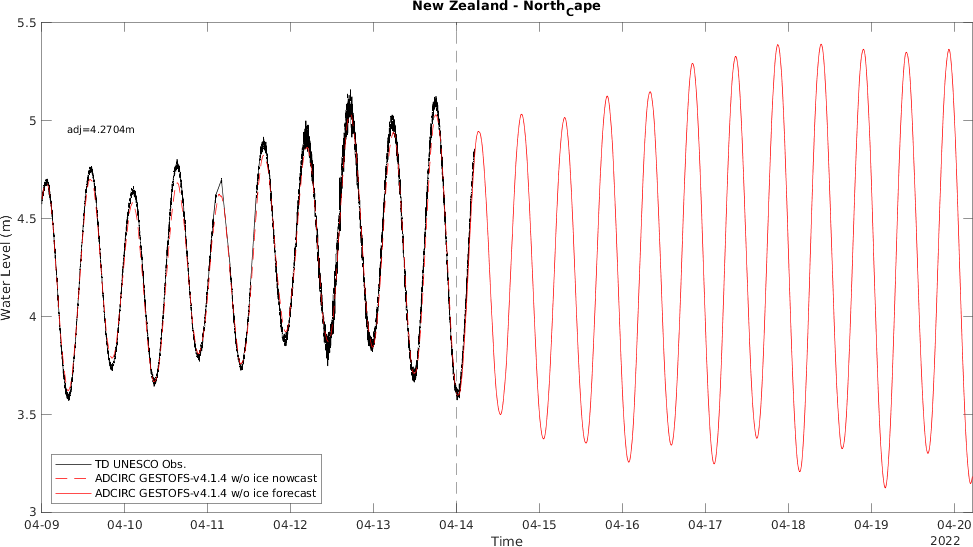 New Zealand - NorthCape
5.5
5
4.5
4
3.5
3
Water Level (m)
adj=4.2704m
TD UNESCO Obs.
ADCIRC GESTOFS-v4.1.4 w/o ice nowcast
ADCIRC GESTOFS-v4.1.4 w/o ice forecast
04-09 04-10 04-11 04-12 04-13 04-14 04-15 04-16 04-17 04-18 04-19 04-20
Time
2022